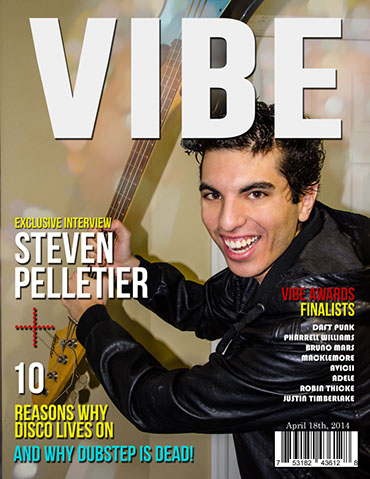 VIBE
EXCLUSIVE INTERVIEW
STEVEN
PELLETIER
VIBE AWARDS
FINALISTS
DAFT PUNK
PHARRELL WILLIAMS
BRUNO MARS
MACKLEMORE
AVICII
ADELE
ROBIN THICKE
JUSTIN TIMBERLAKE
10
REASONS WHY
DISCO LIVES ON
AND WHY DUBSTEP IS DEAD!
April 18th, 2014
7 53182 43612 8